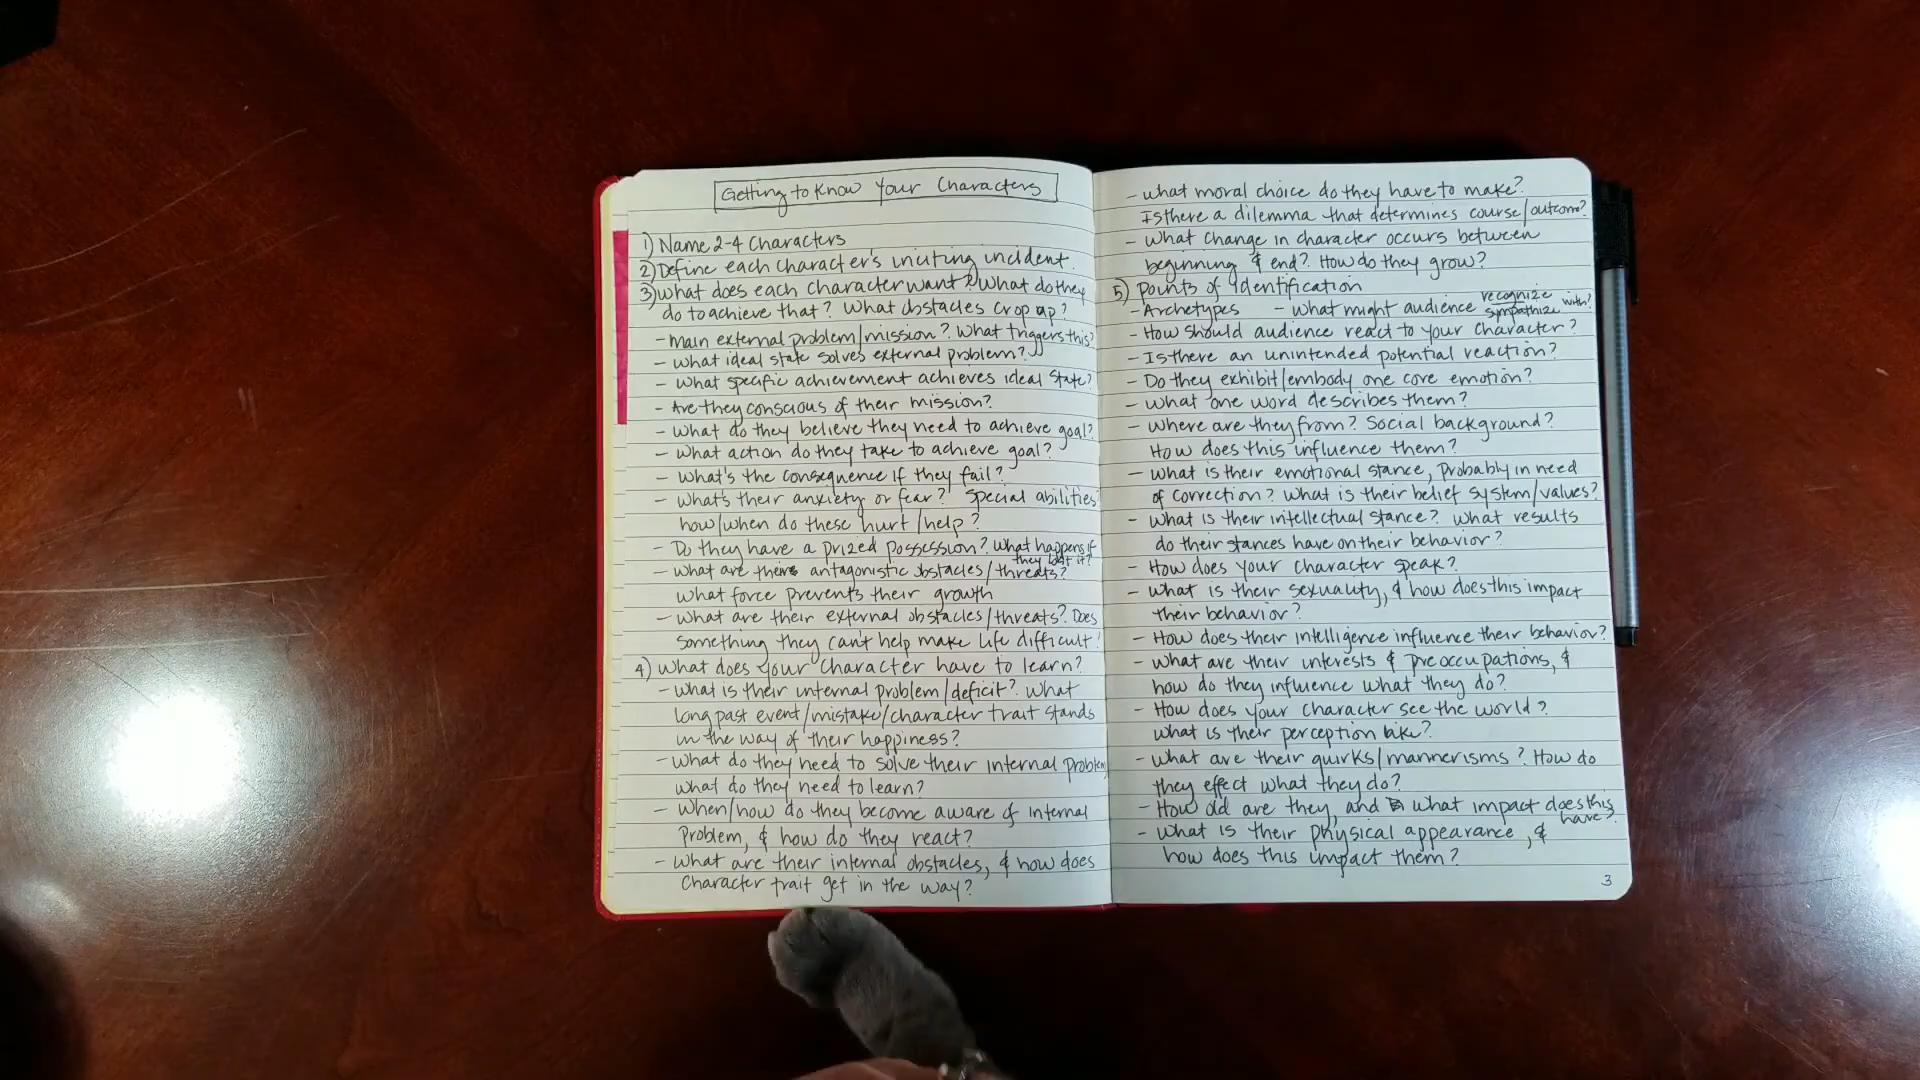 Getting to Know Your Characters
1) Name 2-4 Characters
2) Define each character's inciting incident.
3) What does each character want? What do they
do to achieve that? What obstacles crop up?
- Main external problem/mission? What triggers this?
- What ideal state solves external problem?
- What specific achievement achieves ideal state?
- Are they conscious of their mission?
- What do they believe they need to achieve goal?
- What action do they take to achieve goal?
- What's the consequence if they fail?
- What's their anxiety or fear? Special abilities?
how/when do these hurt/help?
- Do they have a prized possession? What happens if
they lost it?
- What are their antagonistic obstacles/threats?
What force prevents their growth
- What are their external obstacles/threats? Does
something they can't help make life difficult?
4) What does your character have to learn?
- What is their internal problem/deficit? What
long past event/mistake/character trait stands
in the way of their happiness?
- What do they need to solve their internal problem
what do they need to learn?
- When/how do they become aware of internal
problem, & how do they react?
- What are their internal obstacles, & how does
character trait get in the way?
- What moral choice do they have to make?
Is there a dilemma that determines course/outcome?
- What change in character occurs between
beginning & end? How do they grow?
5) Points of Identification
- Archetypes - What might audience recognize sympathize with?
- How should audience react to your character?
- Is there an unintended potential reaction?
- Do they exhibit/embody one core emotion?
- What one word describes them?
- Where are they from? Social background?
How does this influence them?
- What is their emotional stance, probably in need
of correction? What is their belief system/values?
- What is their intellectual stance? What results
do their stances have on their behavior?
- How does your character speak?
- What is their sexuality, & how does this impact
their behavior?
- How does their intelligence influence their behavior?
- What are their interests & preoccupations, &
how do they influence what they do?
- How does your character see the world?
What is their perception like?
- What are their quirks/mannerisms? How do
they effect what they do?
- How old are they, and what impact does this
have?
- What is their physical appearance, &
how does this impact them?
3